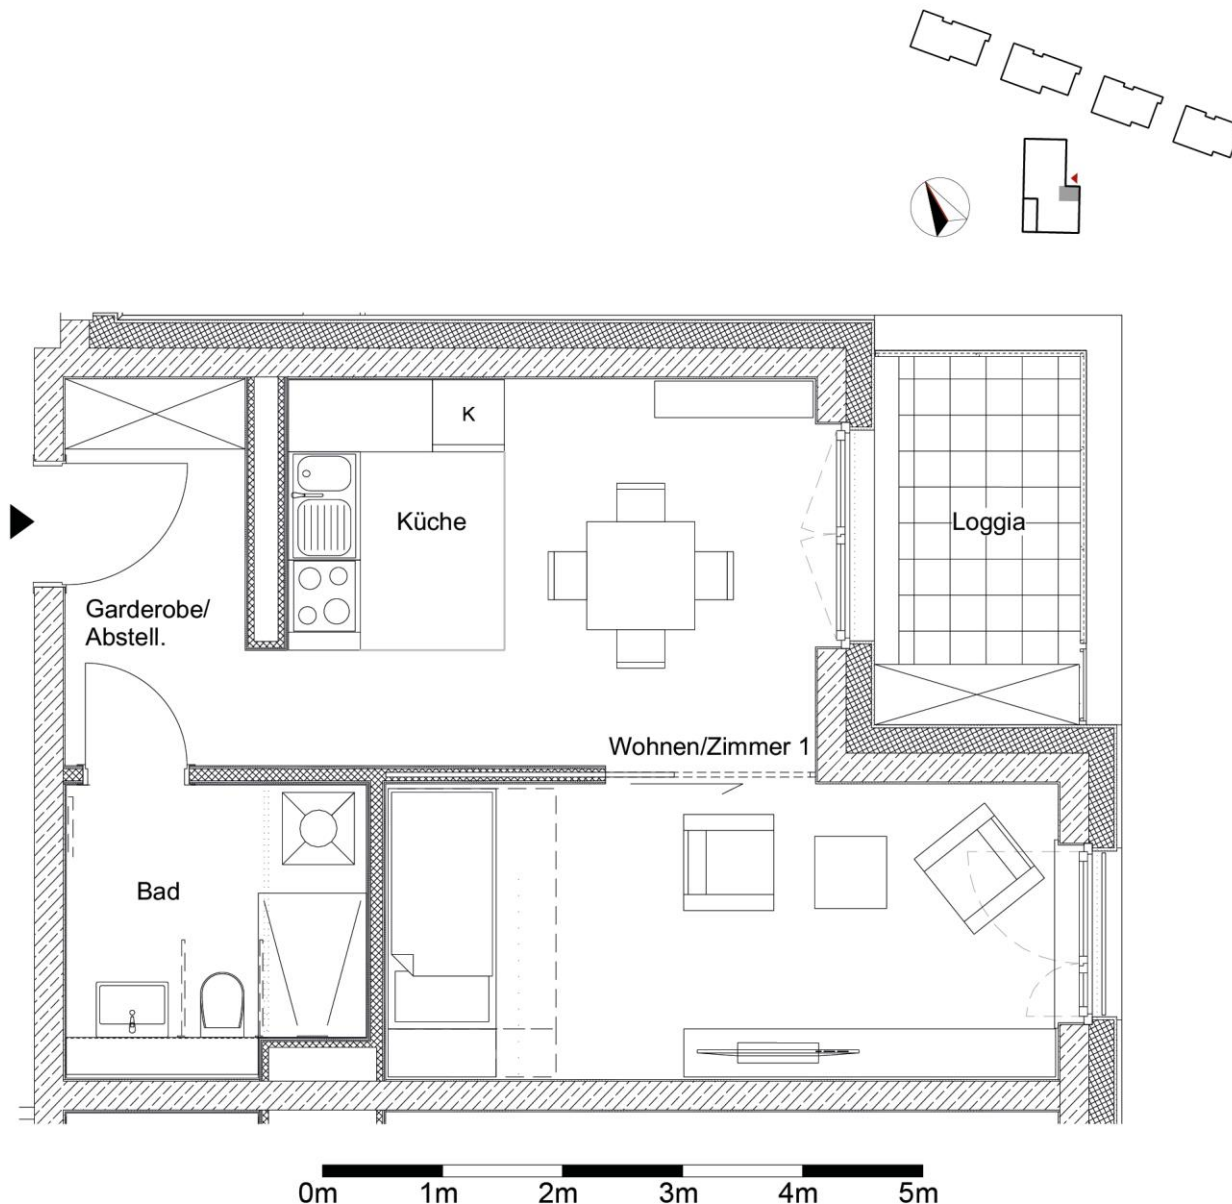 K
Küche
Loggia
Garderobe/
Abstell.
Wohnen/Zimmer 1
Bad
0m 1m 2m 3m 4m 5m